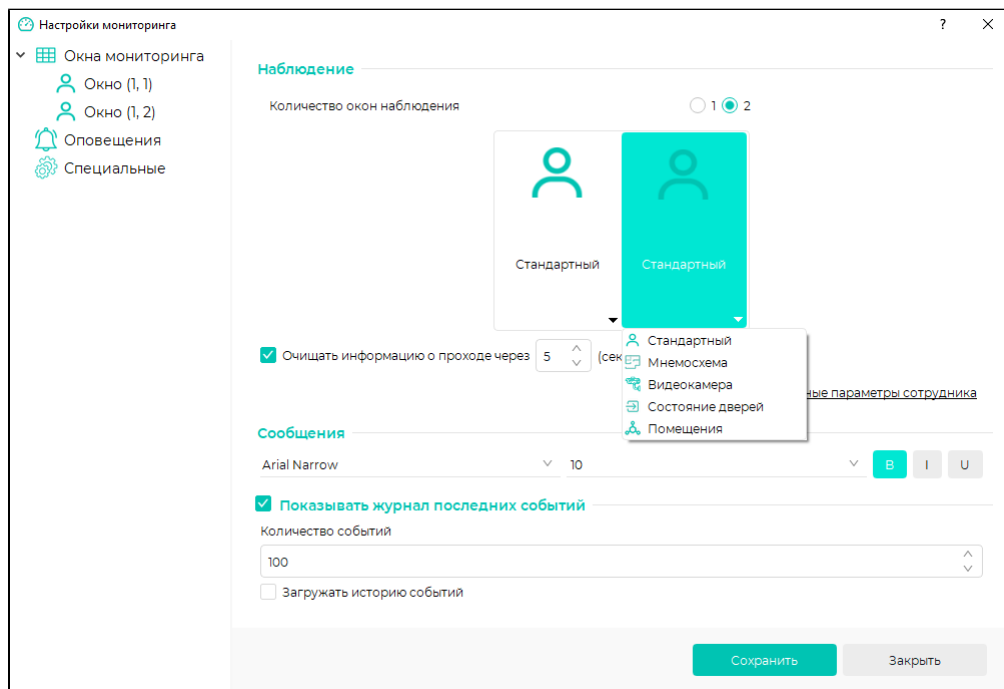 Настройки мониторинга
?
Окна мониторинга
Окно (1, 1)
Окно (1, 2)
Оповещения
Специальные
Наблюдение
Количество окон наблюдения
1
2
Стандартный
Стандартный
Стандартный
Мнемосхема
Видеокамера
Состояние дверей
Помещения
Очищать информацию о проходе через 5 (сек
ные параметры сотрудника
Сообщения
Arial Narrow
10
B I U
Показывать журнал последних событий
Количество событий
100
Загружать историю событий
Сохранить
Закрыть